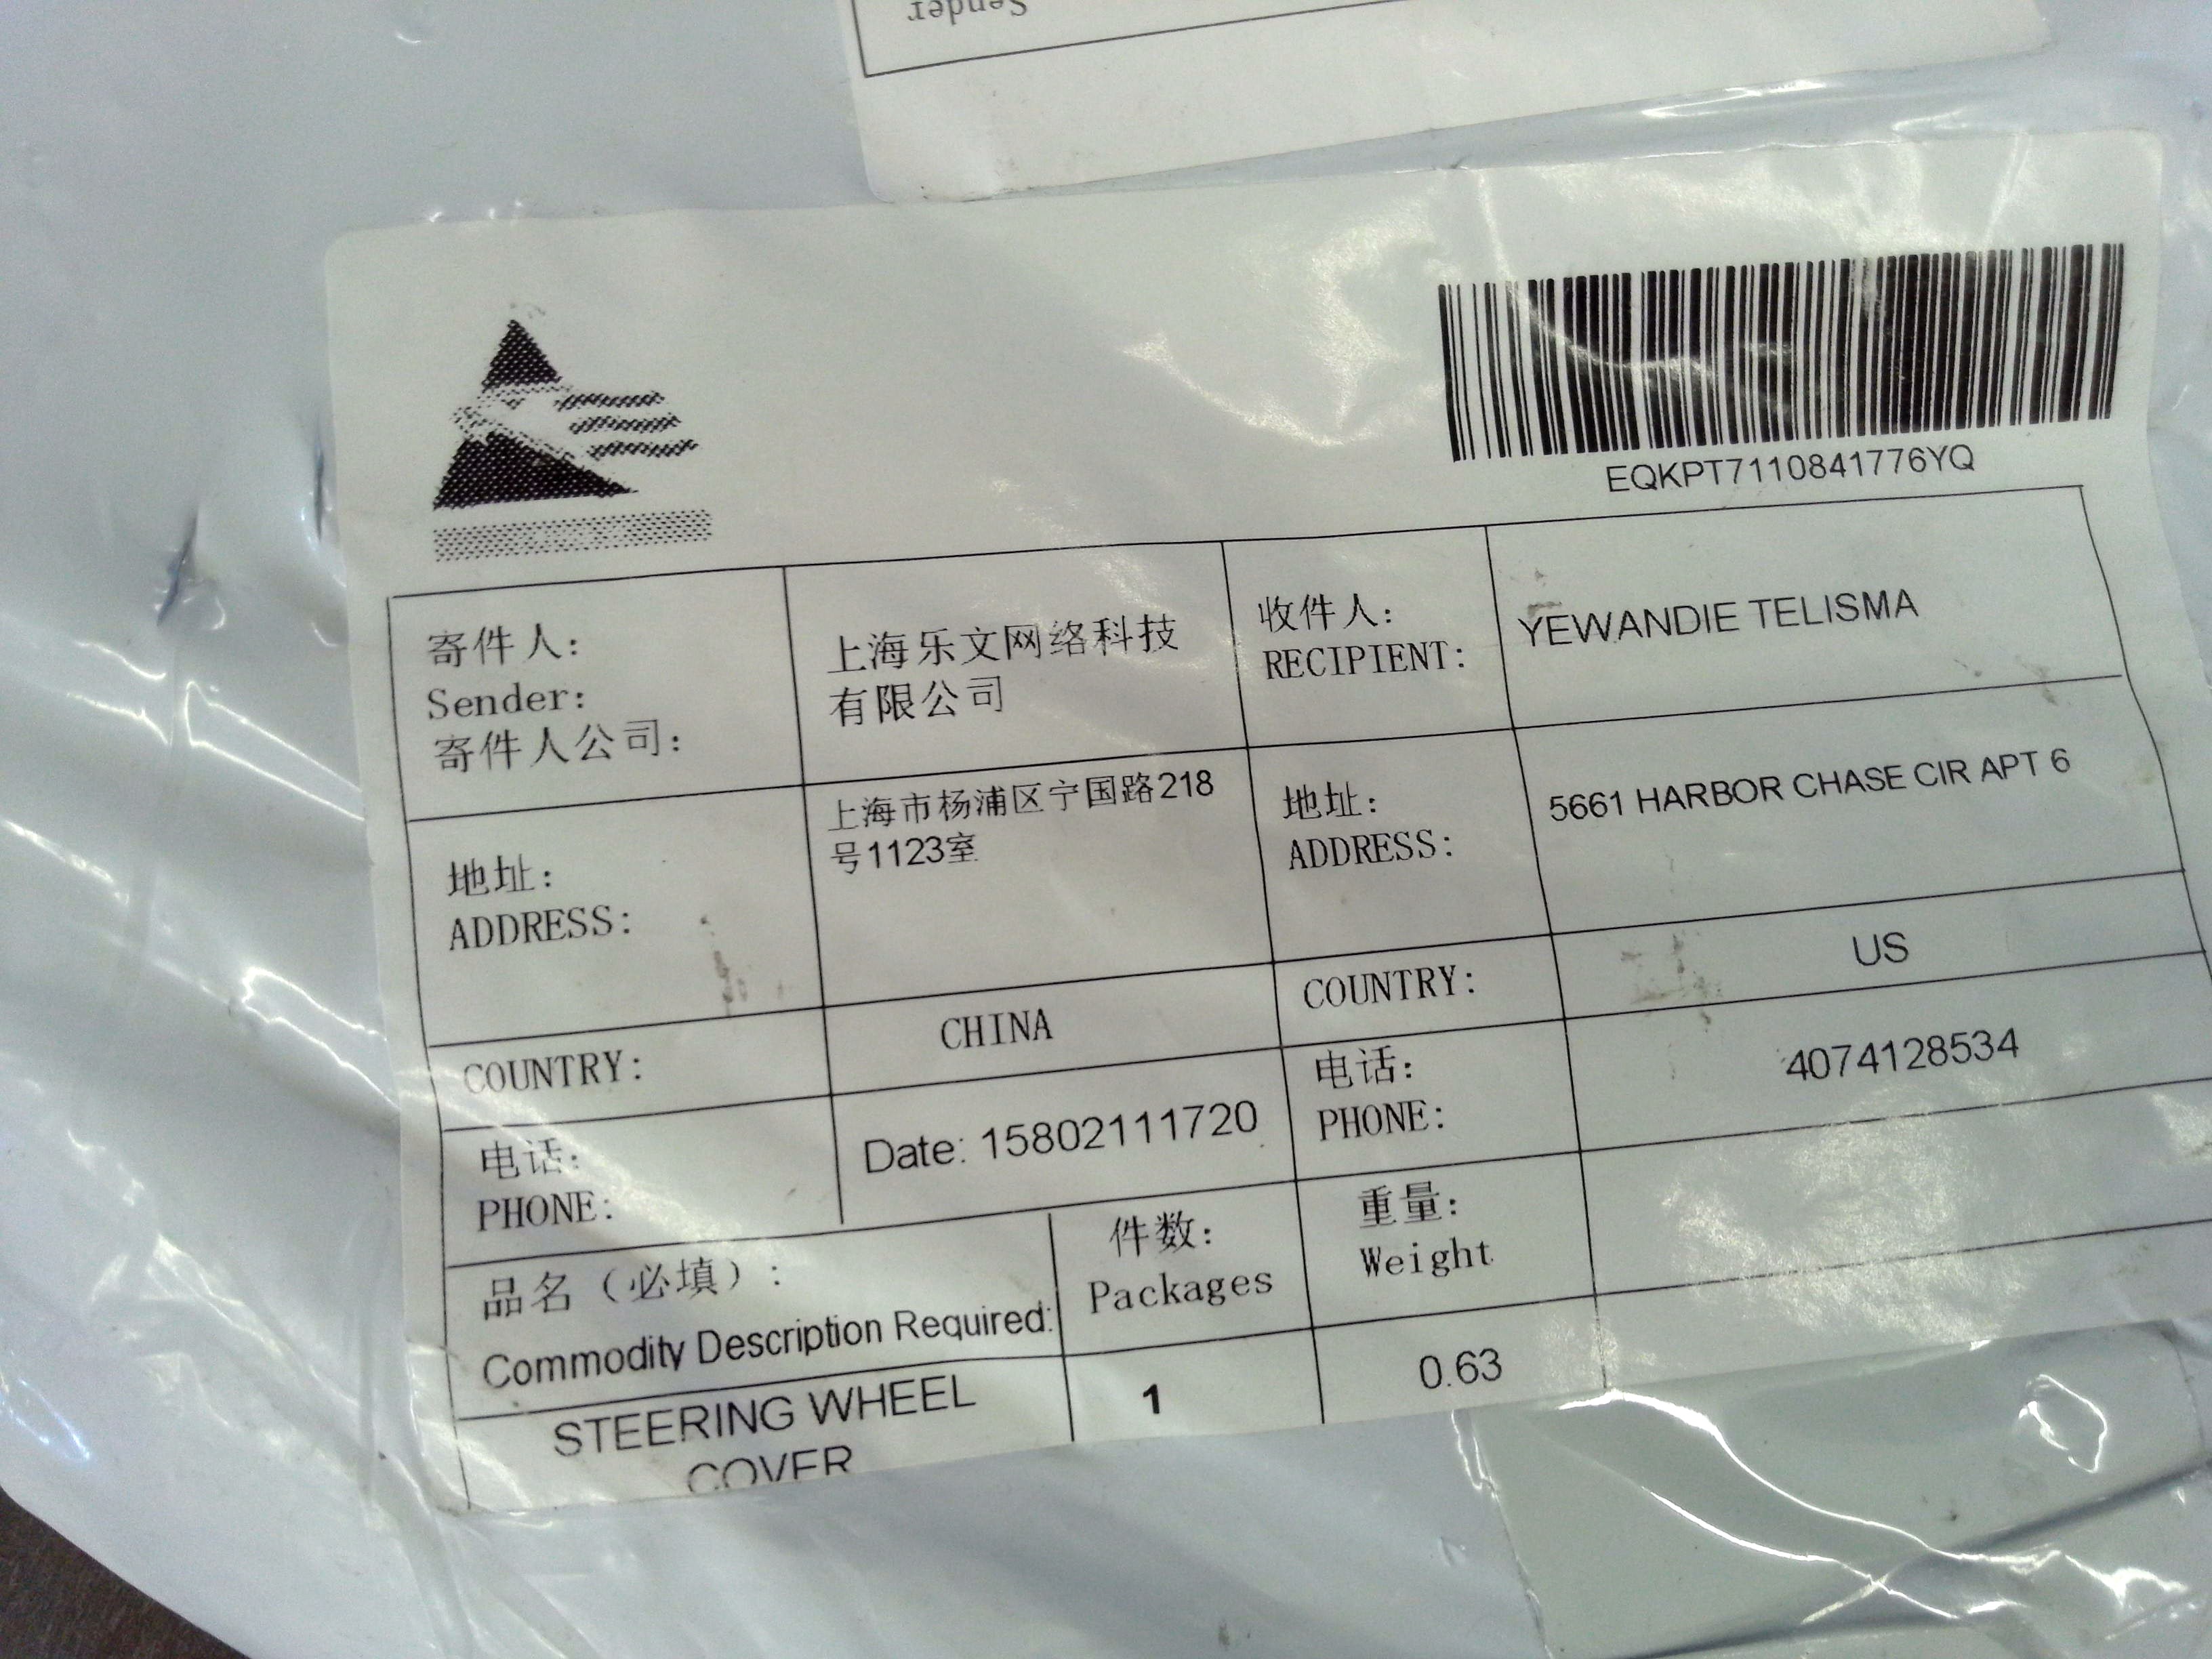 Sender
EQKPT7110841776YQ
寄件人:
Sender:
寄件人公司:
上海乐文网络科技
有限公司
收件人:
RECIPIENT:
YEWANDIE TELISMA
地址:
ADDRESS:
上海市杨浦区宁国路218
号1123室
地址:
ADDRESS:
5661 HARBOR CHASE CIR APT 6
COUNTRY:
CHINA
COUNTRY:
US
电话:
PHONE:
Date: 15802111720
电话:
PHONE:
4074128534
品名（必填）:
Commodity Description Required:
件数:
Packages
重量:
Weight
STEERING WHEEL
COVER
1
0.63